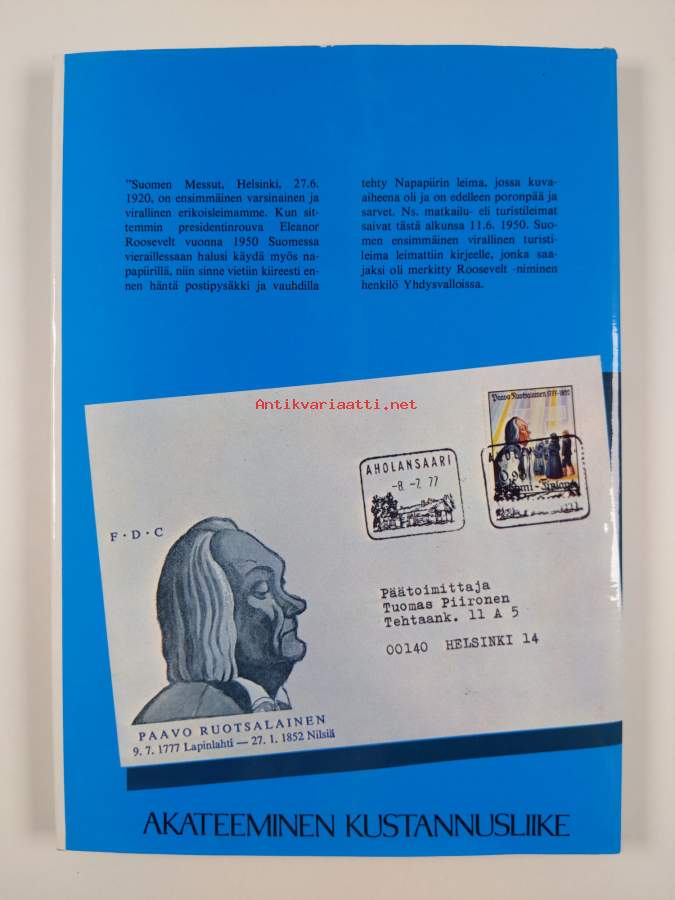 "Suomen Messut, Helsinki, 27.6.
1920, on ensimmäinen varsinainen ja
virallinen erikoisleimamme. Kun sit-
temmin presidentinrouva Eleanor
Roosevelt vuonna 1950 Suomessa
vieraillessaan halusi käydä myös na-
papiirillä, niin sinne vietiin kiireesti en-
nen häntä postipysäkki ja vauhdilla
tehty Napapiirin leima, jossa kuva-
aiheena oli ja on edelleen poronpää ja
sarvet. Ns. matkailu- eli turistileimat
saivat tästä alkunsa 11.6. 1950. Suo-
men ensimmäinen virallinen turisti-
leima leimattiin kirjeelle, jonka saa-
jaksi oli merkitty Roosevelt -niminen
henkilö Yhdysvalloissa.
Antikvariaatti.net
Paavo Ruotsalainen 1777-1852
AHOLANSAARI
-8.-7.77
F·D·C
Päätoimittaja
Tuomas Piironen
Tehtaank. 11 A 5
00140 HELSINKI 14
PAAVO RUOTSALAINEN
9.7.1777 Lapinlahti — 27.1.1852 Nilsiä
AKATEEMINEN KUSTANNUSLIIKE